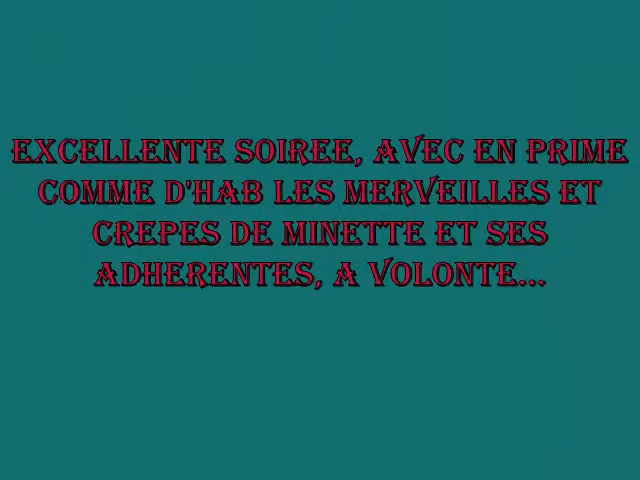 EXCELLENTE SOIREE, AVEC EN PRIME
COMME D'HAB LES MERVEILLES ET
CREPES DE MINETTE ET SES
ADHERENTES, A VOLONTE...